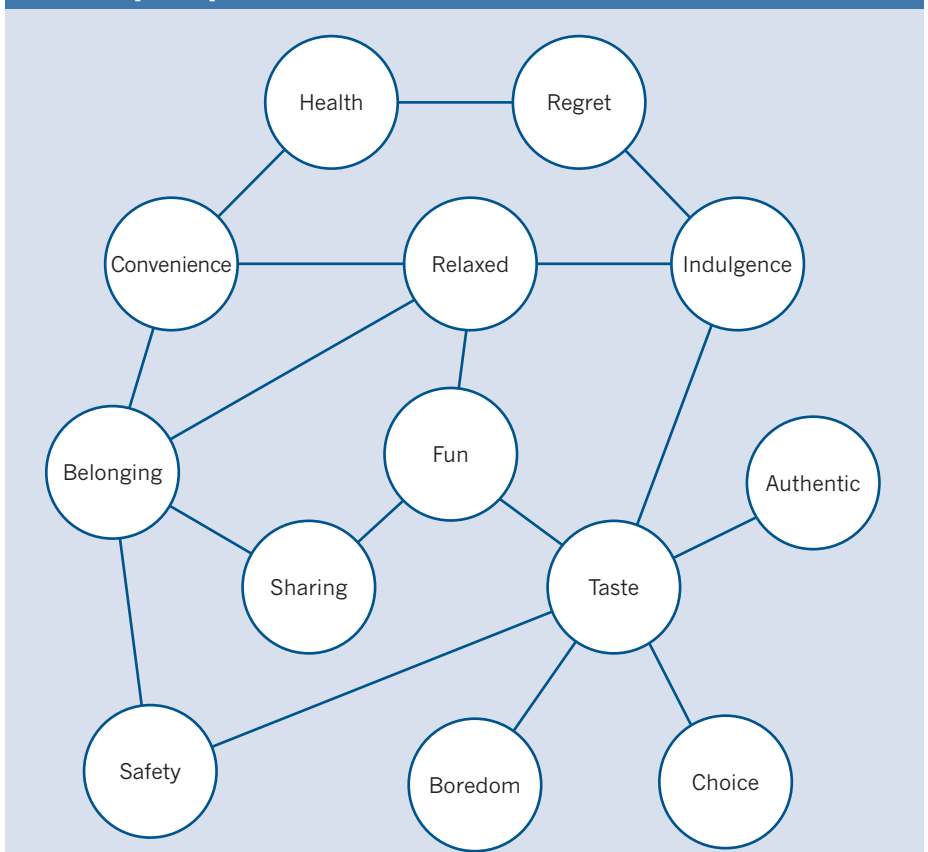 Health
Regret
Convenience
Relaxed
Indulgence
Belonging
Fun
Authentic
Sharing
Taste
Safety
Boredom
Choice